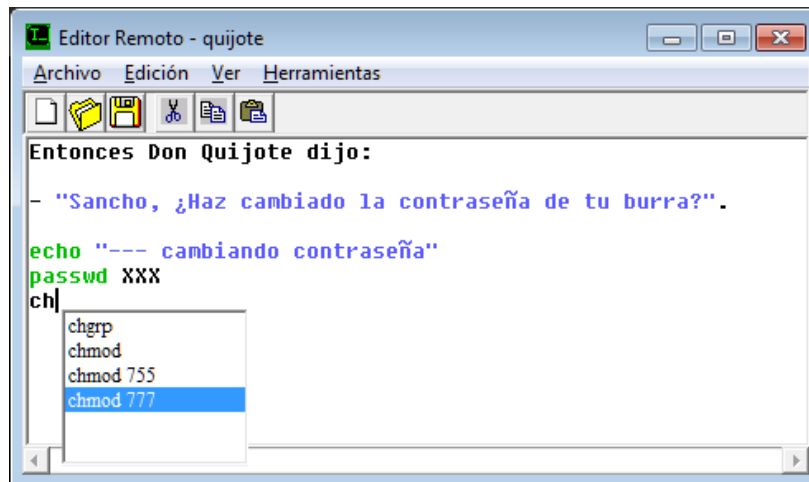 Editor Remoto - quijote
Archivo Edición Ver Herramientas
Entonces Don Quijote dijo:
- "Sancho, ¿Haz cambiado la contraseña de tu burra?".
echo "--- cambiando contraseña"
passwd XXX
ch
chgrp
chmod
chmod 755
chmod 777